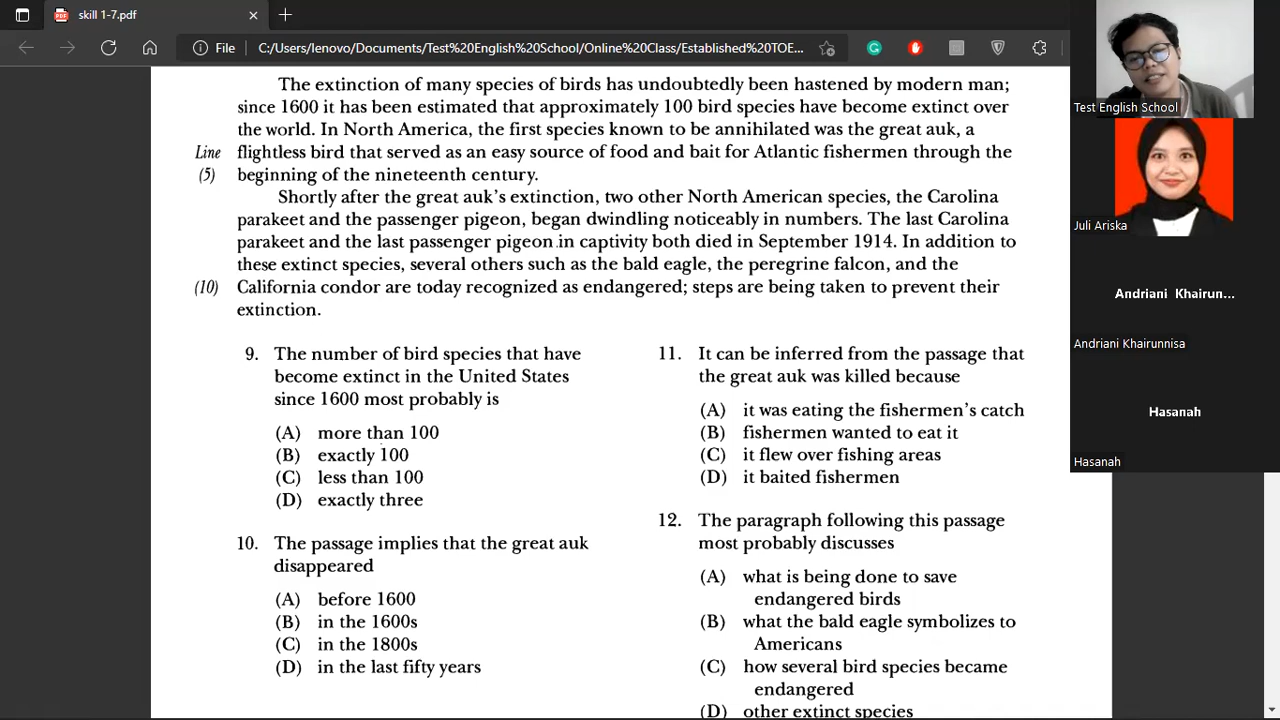 skill 1-7.pdf
File
C:/Users/lenovo/Documents/Test%20English%20School/Online%20Class/Established%20TOE...
The extinction of many species of birds has undoubtedly been hastened by modern man;
since 1600 it has been estimated that approximately 100 bird species have become extinct over
the world. In North America, the first species known to be annihilated was the great auk, a
Line flightless bird that served as an easy source of food and bait for Atlantic fishermen through the
(5) beginning of the nineteenth century.
Shortly after the great auk's extinction, two other North American species, the Carolina
parakeet and the passenger pigeon, began dwindling noticeably in numbers. The last Carolina
parakeet and the last passenger pigeon in captivity both died in September 1914. In addition to
these extinct species, several others such as the bald eagle, the peregrine falcon, and the
(10) California condor are today recognized as endangered; steps are being taken to prevent their
extinction.
9. The number of bird species that have
become extinct in the United States
since 1600 most probably is
(A) more than 100
(B) exactly 100
(C) less than 100
(D) exactly three
10. The passage implies that the great auk
disappeared
(A) before 1600
(B) in the 1600s
(C) in the 1800s
(D) in the last fifty years
11. It can be inferred from the passage that
the great auk was killed because
(A) it was eating the fishermen's catch
(B) fishermen wanted to eat it
(C) it flew over fishing areas
(D) it baited fishermen
12. The paragraph following this passage
most probably discusses
(A) what is being done to save
endangered birds
(B) what the bald eagle symbolizes to
Americans
(C) how several bird species became
endangered
(D) other extinct species
Test English School
Juli Ariska
Andriani Khairun...
Andriani Khairunnisa
Hasanah
Hasanah